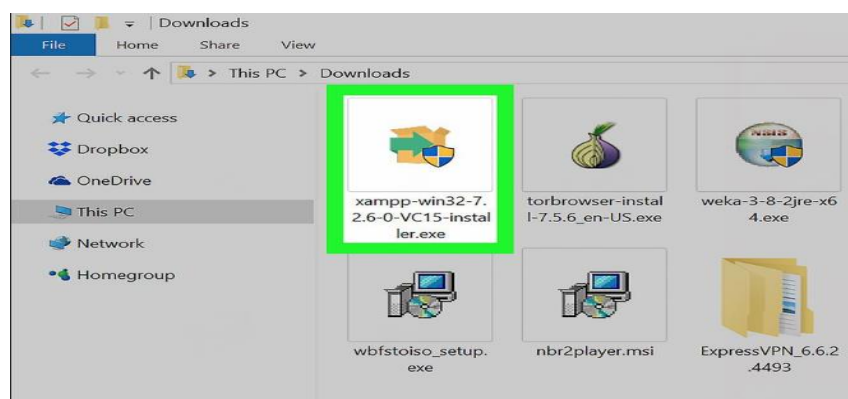 Downloads
File Home Share View
This PC > Downloads
Quick access
Dropbox
OneDrive
This PC
Network
Homegroup
xampp-win32-7.
2.6-0-VC15-instal
ler.exe
torbrowser-instal
l-7.5.6_en-US.exe
NSIS
weka-3-8-2jre-x6
4.exe
wbfstoiso_setup.
exe
nbr2player.msi
ExpressVPN_6.6.2
.4493